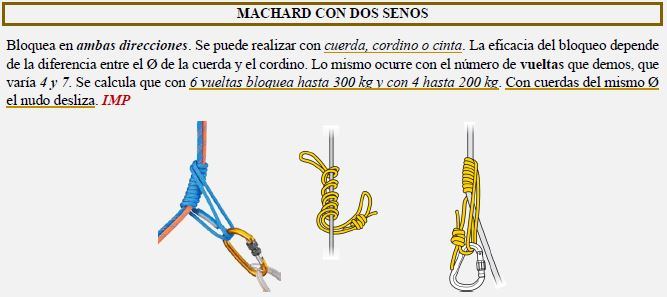 MACHARD CON DOS SENOS
Bloquea en ambas direcciones. Se puede realizar con cuerda, cordino o cinta. La eficacia del bloqueo depende
de la diferencia entre el Ø de la cuerda y el cordino. Lo mismo ocurre con el número de vueltas que demos, que
varía 4 y 7. Se calcula que con 6 vueltas bloquea hasta 300 kg y con 4 hasta 200 kg. Con cuerdas del mismo Ø
el nudo desliza. IMP